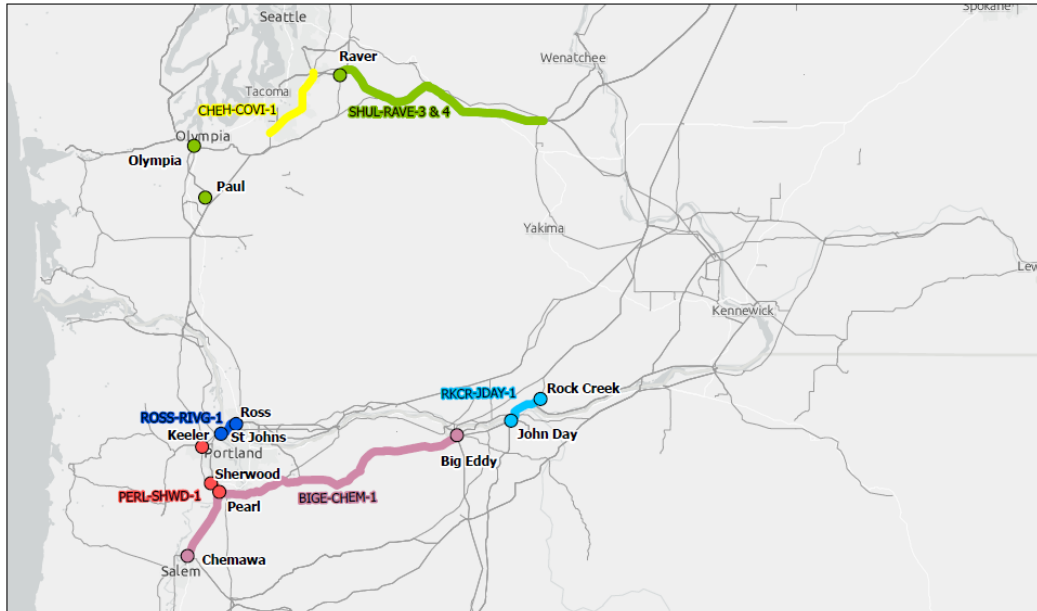 Seattle
Spokane
Raver
Wenatchee
Tacoma
CHEH-COVI-1
SHUL-RAVE-3 & 4
Olympia
Olympia
Paul
Yakima
Lew
Kennewick
RKCR-JDAY-1
Rock Creek
Ross
ROSS-RIVG-1
Keeler
St Johns
John Day
Portland
Big Eddy
Sherwood
PERL-SHWD-1
BIGE-CHEM-1
Pearl
Chemawa
Salem